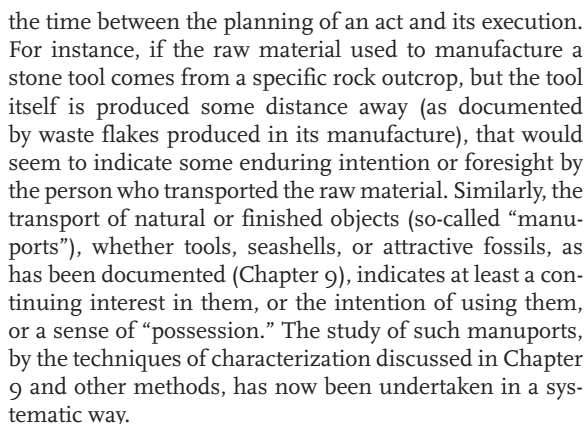 the time between the planning of an act and its execution.
For instance, if the raw material used to manufacture a
stone tool comes from a specific rock outcrop, but the tool
itself is produced some distance away (as documented
by waste flakes produced in its manufacture), that would
seem to indicate some enduring intention or foresight by
the person who transported the raw material. Similarly, the
transport of natural or finished objects (so-called “manu-
ports”), whether tools, seashells, or attractive fossils, as
has been documented (Chapter 9), indicates at least a con-
tinuing interest in them, or the intention of using them,
or a sense of “possession.” The study of such manuports,
by the techniques of characterization discussed in Chapter
9 and other methods, has now been undertaken in a sys-
tematic way.